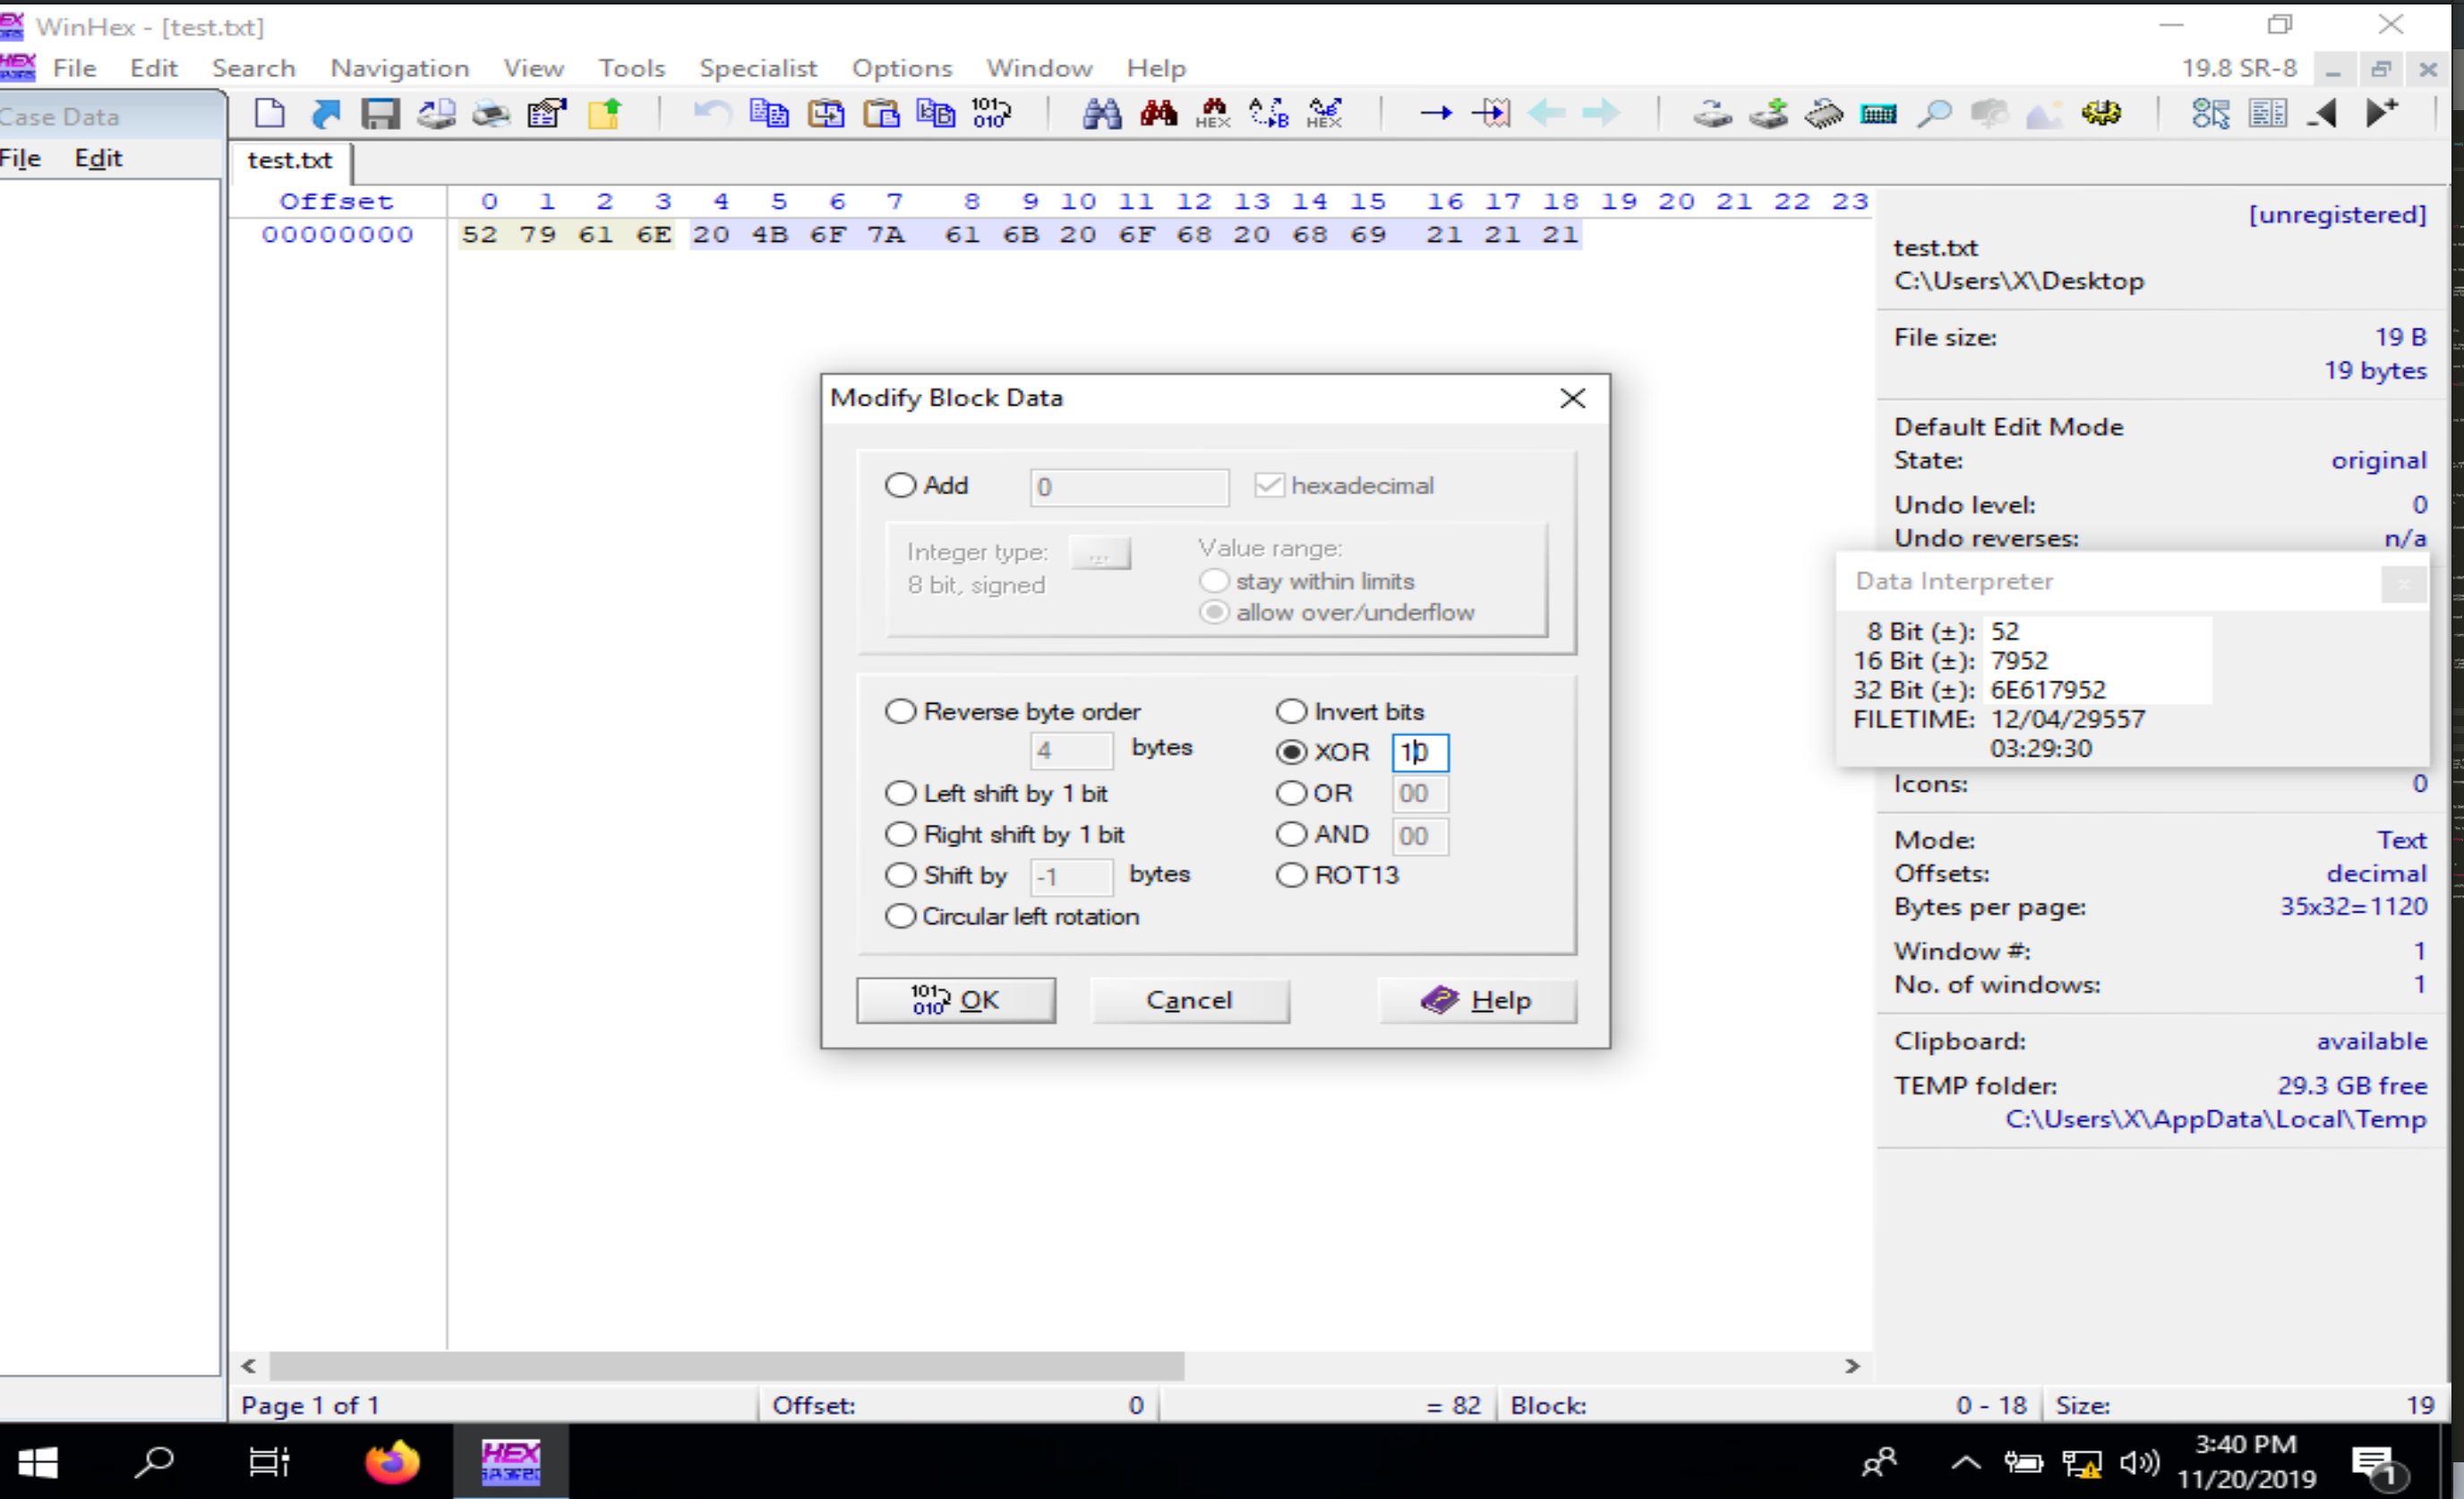 WinHex - [test.txt]
File Edit Search Navigation View Tools Specialist Options Window Help 19.8 SR-8
Case Data
File Edit
test.txt
Offset 0 1 2 3 4 5 6 7 8 9 10 11 12 13 14 15 16 17 18 19 20 21 22 23
00000000 52 79 61 6E 20 4B 6F 7A 61 6B 20 6F 68 20 68 69 21 21 21
[unregistered]
test.txt
C:\Users\X\Desktop
File size: 19 B
19 bytes
Default Edit Mode
State: original
Undo level: 0
Undo reverses: n/a
Modify Block Data
Add 0 hexadecimal
Integer type: ... Value range:
8 bit, signed stay within limits
allow over/underflow
Reverse byte order Invert bits
4 bytes XOR 10
Left shift by 1 bit OR 00
Right shift by 1 bit AND 00
Shift by -1 bytes ROT13
Circular left rotation
OK Cancel Help
Data Interpreter
8 Bit (±): 52
16 Bit (±): 7952
32 Bit (±): 6E617952
FILETIME: 12/04/29557
03:29:30
Icons: 0
Mode: Text
Offsets: decimal
Bytes per page: 35x32=1120
Window #: 1
No. of windows: 1
Clipboard: available
TEMP folder: 29.3 GB free
C:\Users\X\AppData\Local\Temp
Page 1 of 1 Offset: 0 = 82 Block: 0 - 18 Size: 19
3:40 PM
11/20/2019
1